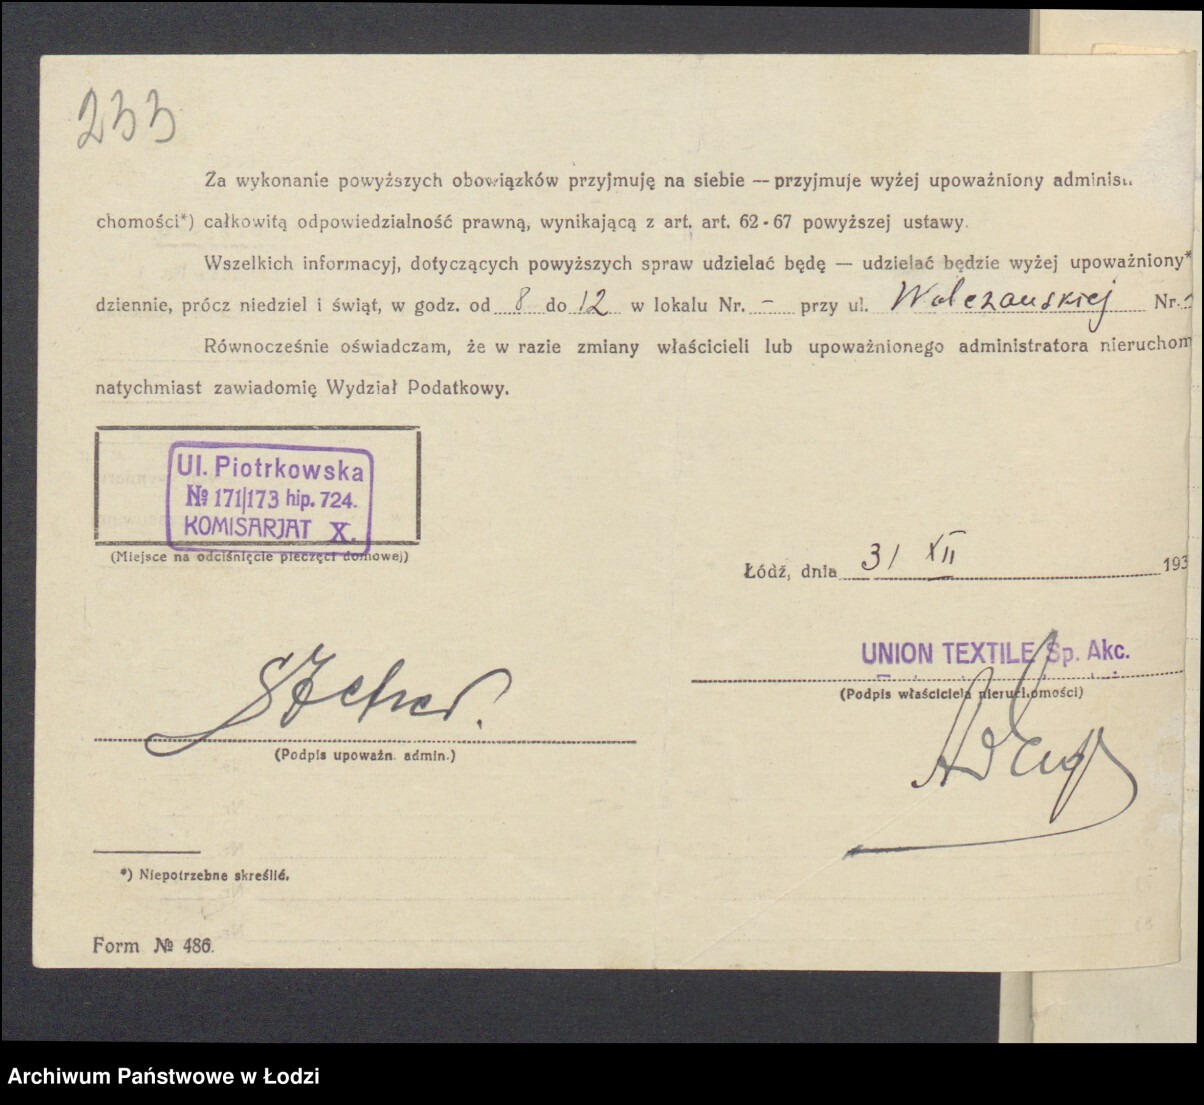 233
Za wykonanie powyższych obowiązków przyjmuję na siebie — przyjmuje wyżej upoważniony
chomości*) całkowitą odpowiedzialność prawną, wynikającą z art. art. 62-67 powyższej ustawy.
Wszelkich informacyj, dotyczących powyższych spraw udzielać będę — udzielać będzie wyżej upoważniony*
dziennie, prócz niedziel i świąt, w godz. od 8 do 12 w lokalu Nr. — przy ul. Wolczanskiej Nr.
Równocześnie oświadczam, że w razie zmiany właścicieli lub upoważnionego administratora nieruchom
natychmiast zawiadomię Wydział Podatkowy.
Ul. Piotrkowska
№ 171/173 hip. 724.
KOMISARJAT X.
(Miejsce na odciśnięcie pieczęci domowej)
Łódź, dnia 31 XII 193
UNION TEXTILE Sp. Akc.
(Podpis właściciela nieruchomości)
(Podpis upoważn. admin.)
*) Niepotrzebne skreślić.
Form № 486.
Archiwum Państwowe w Łodzi